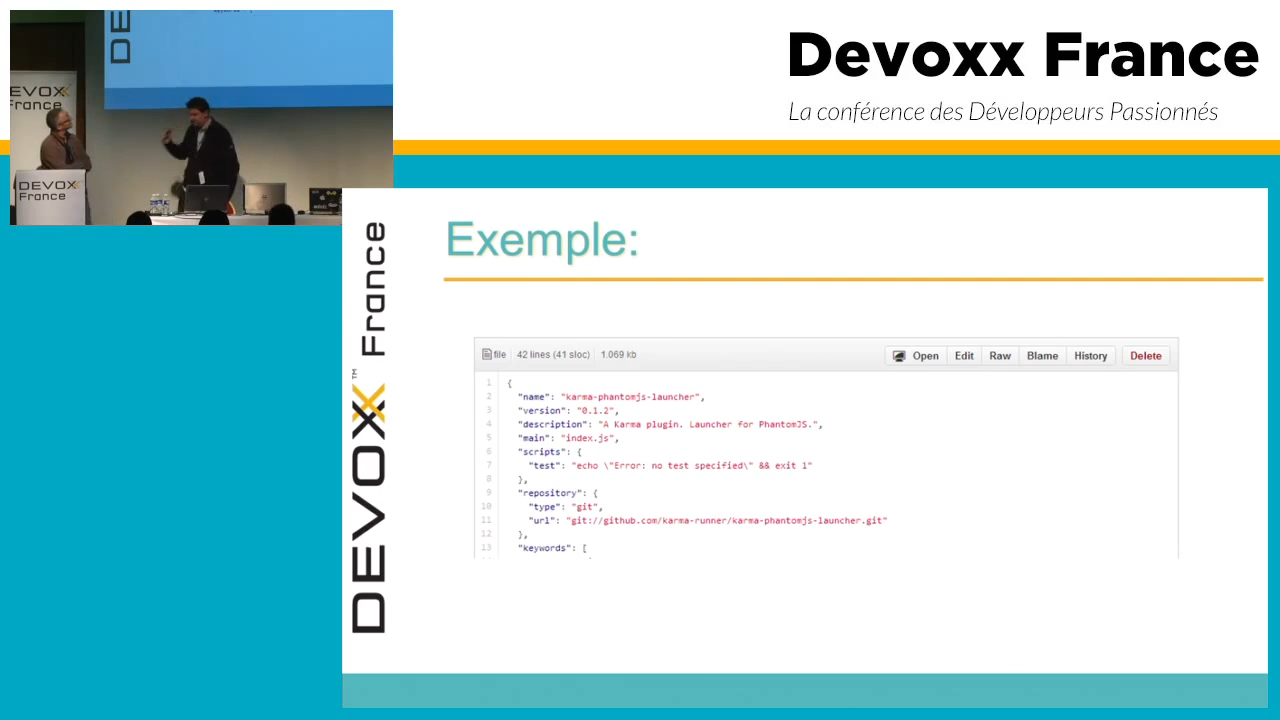 Devoxx France
La conférence des Développeurs Passionnés
DE
DEVOXX
France
DEVOXX
France
DEVOXX™ France
Exemple:
file 42 lines (41 sloc) 1.069 kb Open Edit Raw Blame History Delete
1 {
2 "name": "karma-phantomjs-launcher",
3 "version": "0.1.2",
4 "description": "A Karma plugin. Launcher for PhantomJS.",
5 "main": "index.js",
6 "scripts": {
7 "test": "echo \"Error: no test specified\" && exit 1"
8 },
9 "repository": {
10 "type": "git",
11 "url": "git://github.com/karma-runner/karma-phantomjs-launcher.git"
12 },
13 "keywords": [